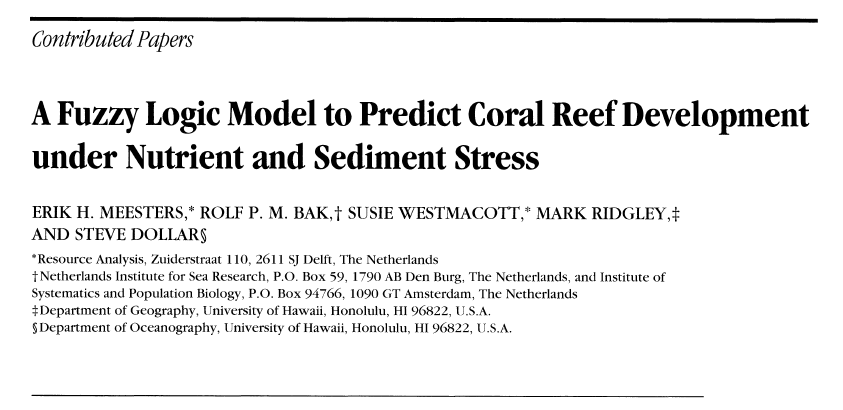 Contributed Papers
A Fuzzy Logic Model to Predict Coral Reef Development
under Nutrient and Sediment Stress
ERIK H. MEESTERS,* ROLF P. M. BAK,† SUSIE WESTMACOTT,* MARK RIDGLEY,‡
AND STEVE DOLLAR§
*Resource Analysis, Zuiderstraat 110, 2611 SJ Delft, The Netherlands
†Netherlands Institute for Sea Research, P.O. Box 59, 1790 AB Den Burg, The Netherlands, and Institute of
Systematics and Population Biology, P.O. Box 94766, 1090 GT Amsterdam, The Netherlands
‡Department of Geography, University of Hawaii, Honolulu, HI 96822, U.S.A.
§Department of Oceanography, University of Hawaii, Honolulu, HI 96822, U.S.A.